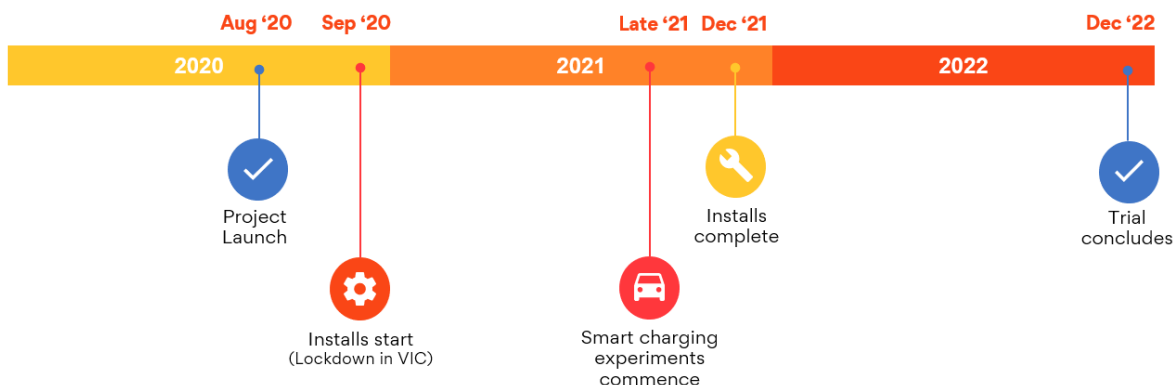 Aug ‘20
Sep ‘20
Late ‘21
Dec ‘21
Dec ‘22
2020
2021
2022
Project
Launch
Installs
complete
Trial
concludes
Installs start
(Lockdown in VIC)
Smart charging
experiments
commence